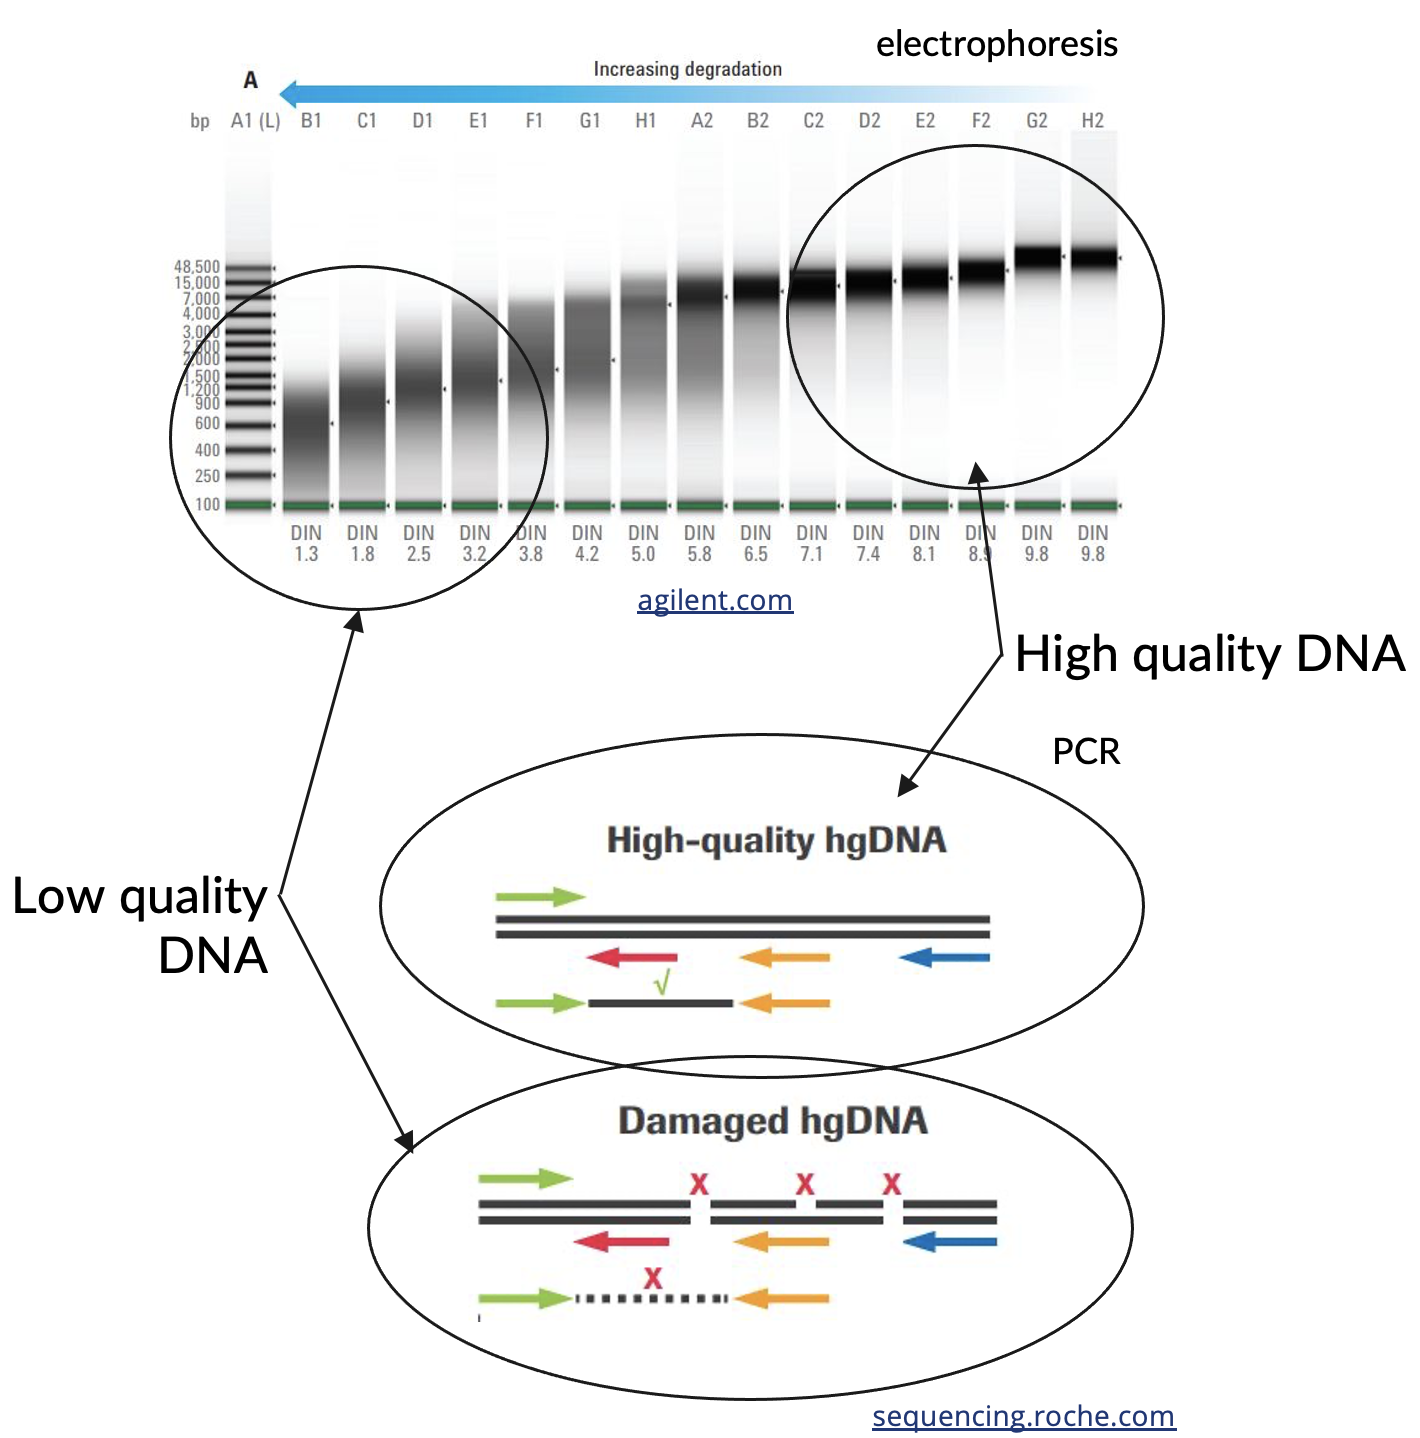 electrophoresis
A
Increasing degradation
bp A1 (L) B1 C1 D1 E1 F1 G1 H1 A2 B2 C2 D2 E2 F2 G2 H2
48,500
15,000
7,000
4,000
3,000
2,500
2,000
1,500
1,200
900
600
400
250
100
DIN DIN DIN DIN DIN DIN DIN DIN DIN DIN DIN DIN DIN DIN DIN
1.3 1.8 2.5 3.2 3.8 4.2 5.0 5.8 6.5 7.1 7.4 8.1 8.9 9.8 9.8
agilent.com
High quality DNA
PCR
High-quality hgDNA
√
Low quality
DNA
Damaged hgDNA
X X X
X
sequencing.roche.com